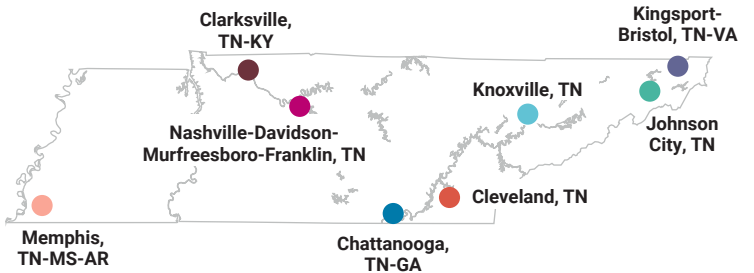 Clarksville,
TN-KY
Kingsport-
Bristol, TN-VA
Knoxville, TN
Nashville-Davidson-
Murfreesboro-Franklin, TN
Johnson
City, TN
Cleveland, TN
Memphis,
TN-MS-AR
Chattanooga,
TN-GA